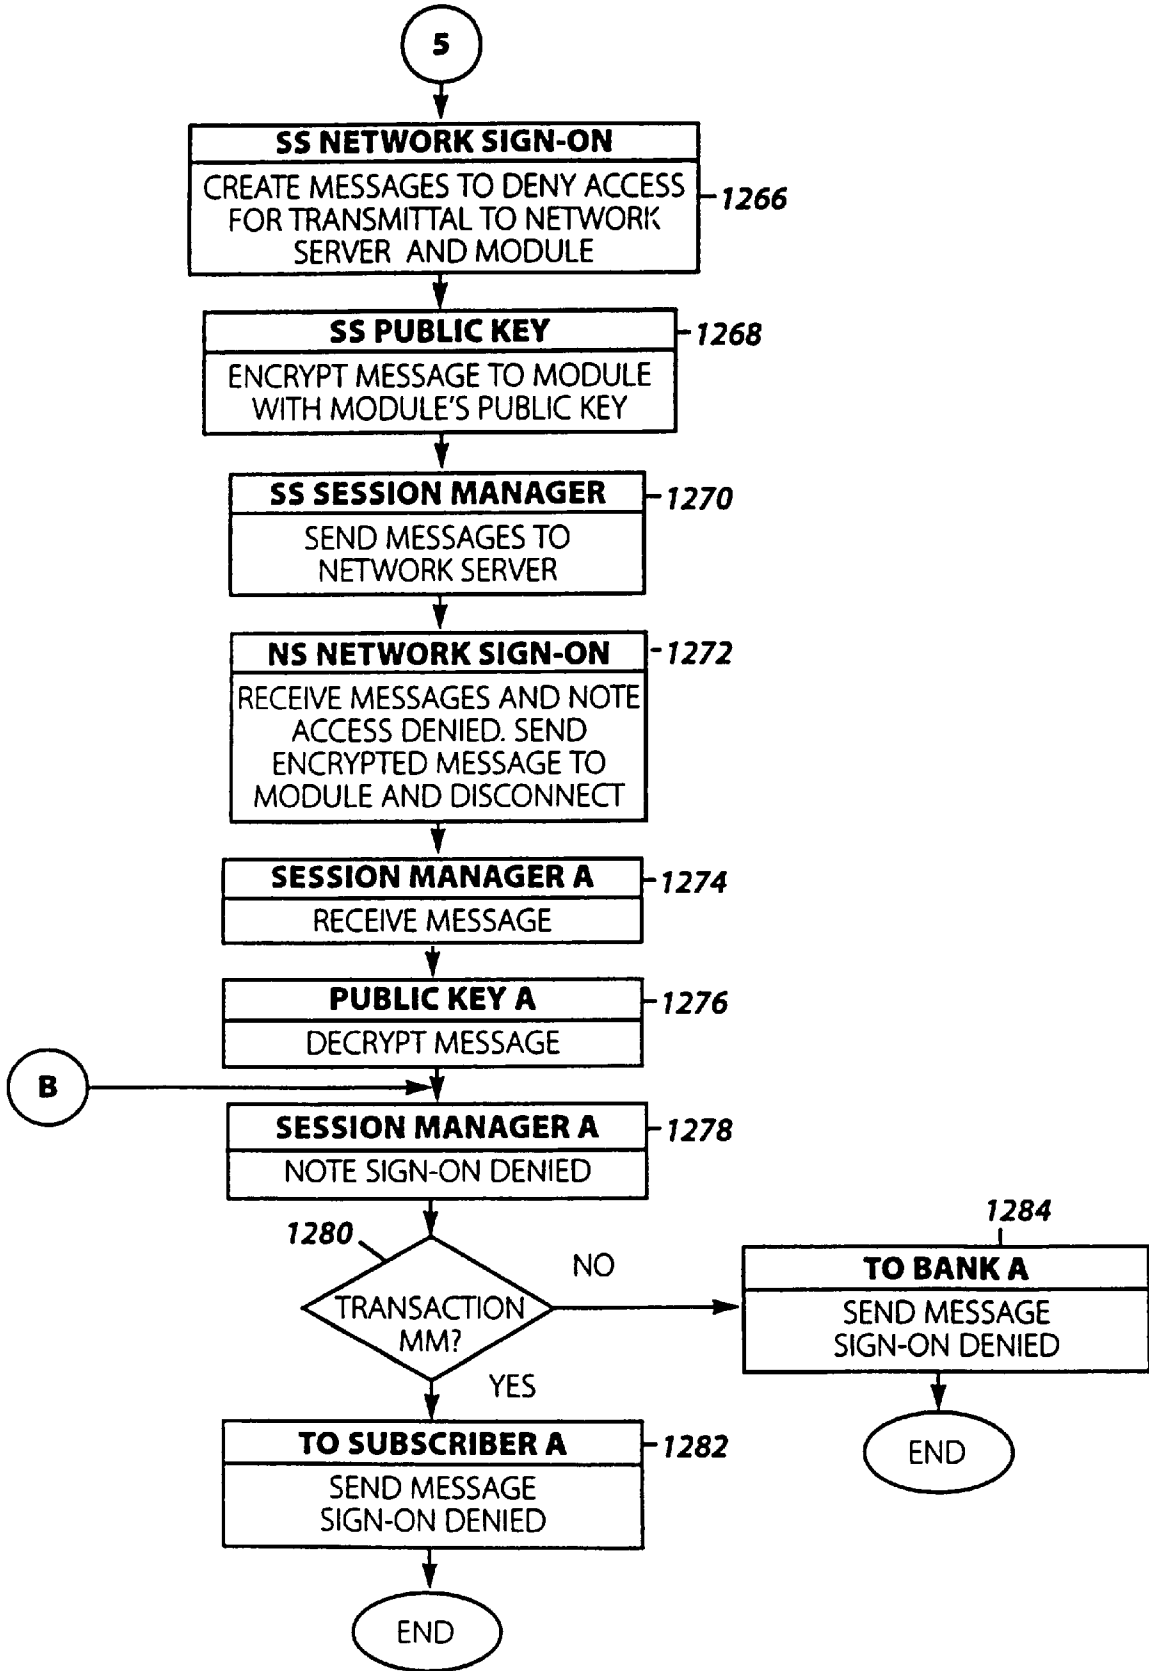 5
SS NETWORK SIGN-ON
CREATE MESSAGES TO DENY ACCESS
FOR TRANSMITTAL TO NETWORK
SERVER AND MODULE
1266
SS PUBLIC KEY
1268
ENCRYPT MESSAGE TO MODULE
WITH MODULE'S PUBLIC KEY
SS SESSION MANAGER
1270
SEND MESSAGES TO
NETWORK SERVER
NS NETWORK SIGN-ON
1272
RECEIVE MESSAGES AND NOTE
ACCESS DENIED. SEND
ENCRYPTED MESSAGE TO
MODULE AND DISCONNECT
SESSION MANAGER A
1274
RECEIVE MESSAGE
PUBLIC KEY A
1276
DECRYPT MESSAGE
B
SESSION MANAGER A
1278
NOTE SIGN-ON DENIED
1280
TRANSACTION
MM?
NO
1284
TO BANK A
SEND MESSAGE
SIGN-ON DENIED
END
YES
TO SUBSCRIBER A
1282
SEND MESSAGE
SIGN-ON DENIED
END